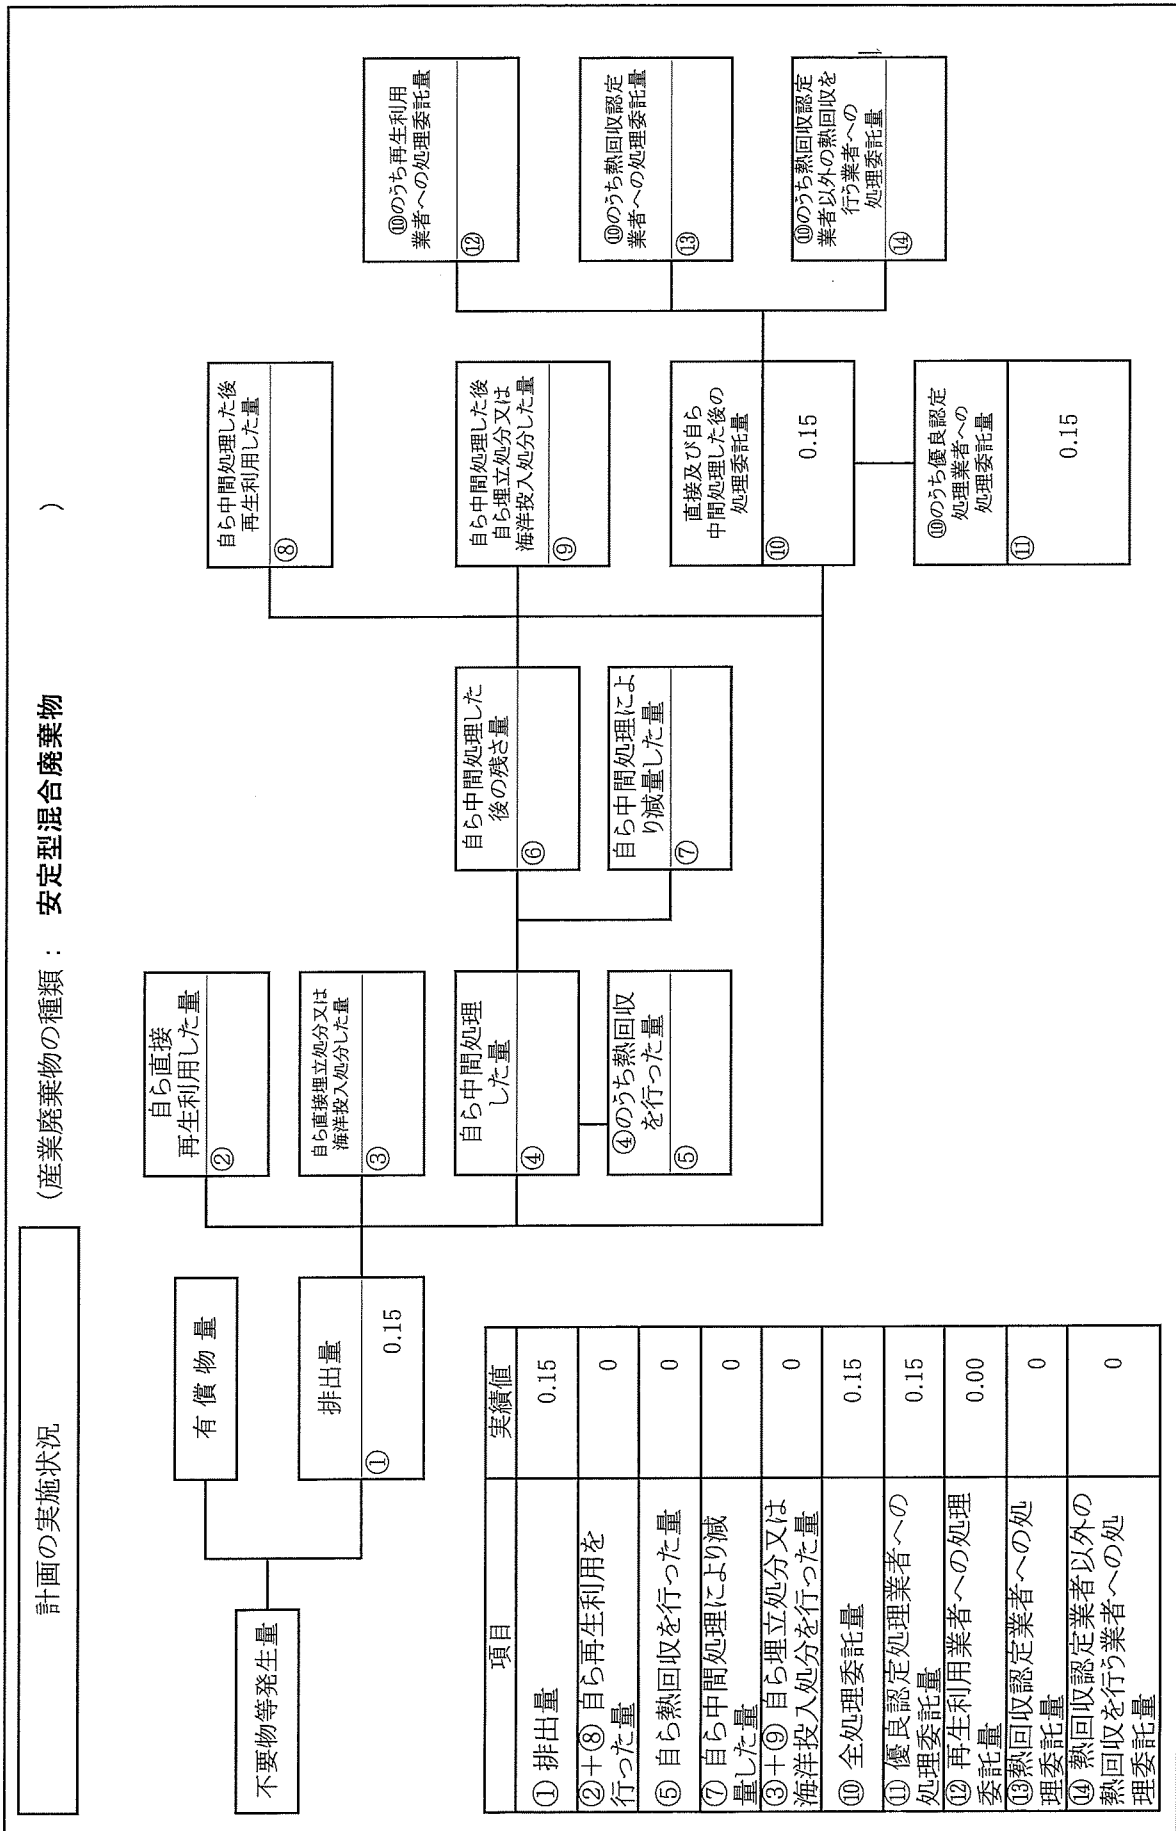 計画の実施状況
（産業廃棄物の種類： 安定型混合廃棄物 ）
不要物等発生量
有償物量
排出量
① 0.15
自ら直接
再生利用した量
②
自ら直接埋立処分又は
海洋投入処分した量
③
自ら中間処理
した量
④
④のうち熱回収
を行った量
⑤
自ら中間処理した
後の残さ量
⑥
自ら中間処理によ
り減量した量
⑦
自ら中間処理した後
再生利用した量
⑧
自ら中間処理した後
自ら埋立処分又は
海洋投入処分した量
⑨
直接及び自ら
中間処理した後の
処理委託量
⑩ 0.15
⑩のうち優良認定
処理業者への
処理委託量
⑪ 0.15
⑩のうち再生利用
業者への処理委託量
⑫
⑩のうち熱回収認定
業者への処理委託量
⑬
⑩のうち熱回収認定
業者以外の熱回収を
行う業者への
処理委託量
⑭
項目 実績値
① 排出量 0.15
②+⑧ 自ら再生利用を
行った量 0
⑤ 自ら熱回収を行った量 0
⑦ 自ら中間処理により減
量した量 0
③+⑨ 自ら埋立処分又は
海洋投入処分を行った量 0
⑩ 全処理委託量 0.15
⑪ 優良認定処理業者への
処理委託量 0.15
⑫ 再生利用業者への処理
委託量 0.00
⑬熱回収認定業者への処
理委託量 0
⑭ 熱回収認定業者以外の
熱回収を行う業者への処
理委託量 0